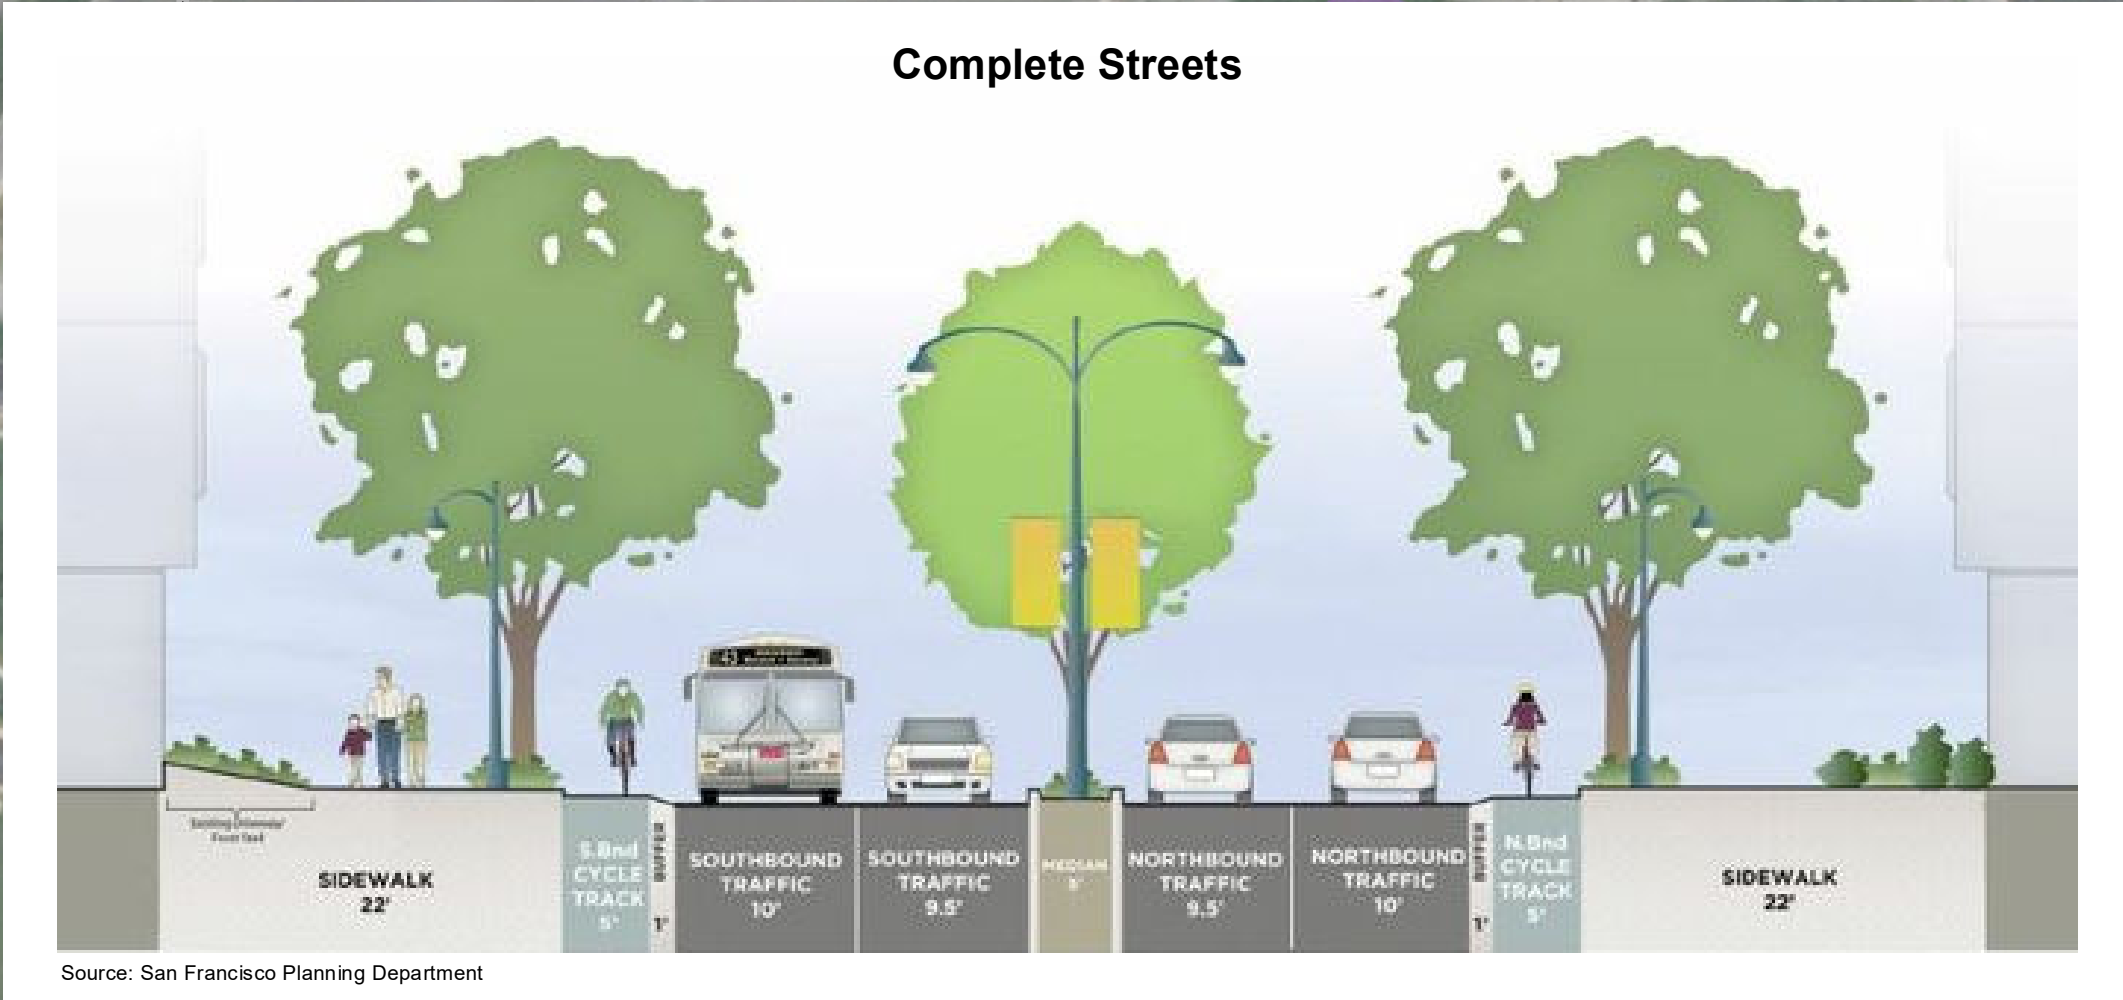 Complete Streets
43
SIDEWALK
22'
S.Bnd
CYCLE
TRACK
5'
BUFFER
1'
SOUTHBOUND
TRAFFIC
10'
SOUTHBOUND
TRAFFIC
9.5'
MEDIAN
5'
NORTHBOUND
TRAFFIC
9.5'
NORTHBOUND
TRAFFIC
10'
BUFFER
1'
N.Bnd
CYCLE
TRACK
5'
SIDEWALK
22'
Source: San Francisco Planning Department